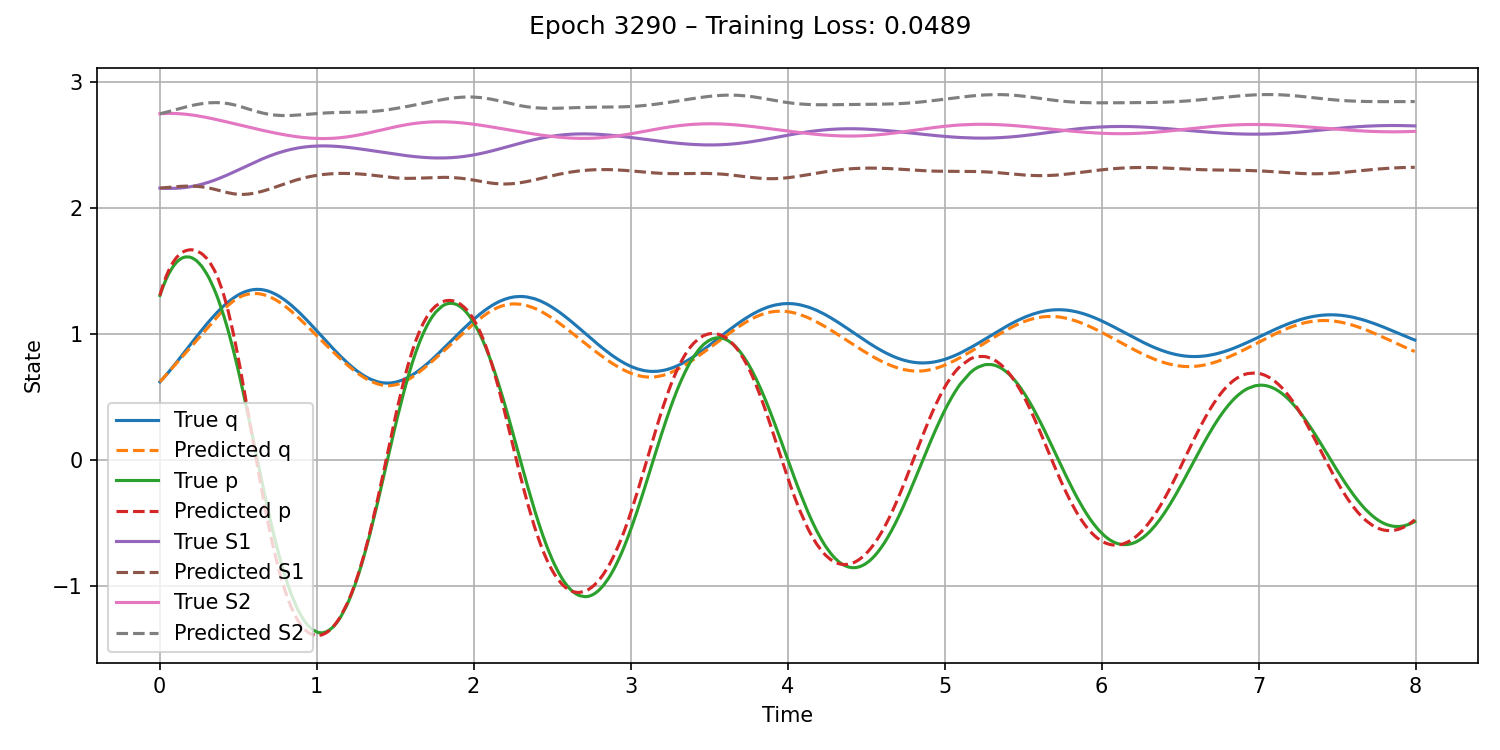 Epoch 3290 – Training Loss: 0.0489
3
2
1
0
−1
State
True q
Predicted q
True p
Predicted p
True S1
Predicted S1
True S2
Predicted S2
0 1 2 3 4 5 6 7 8
Time